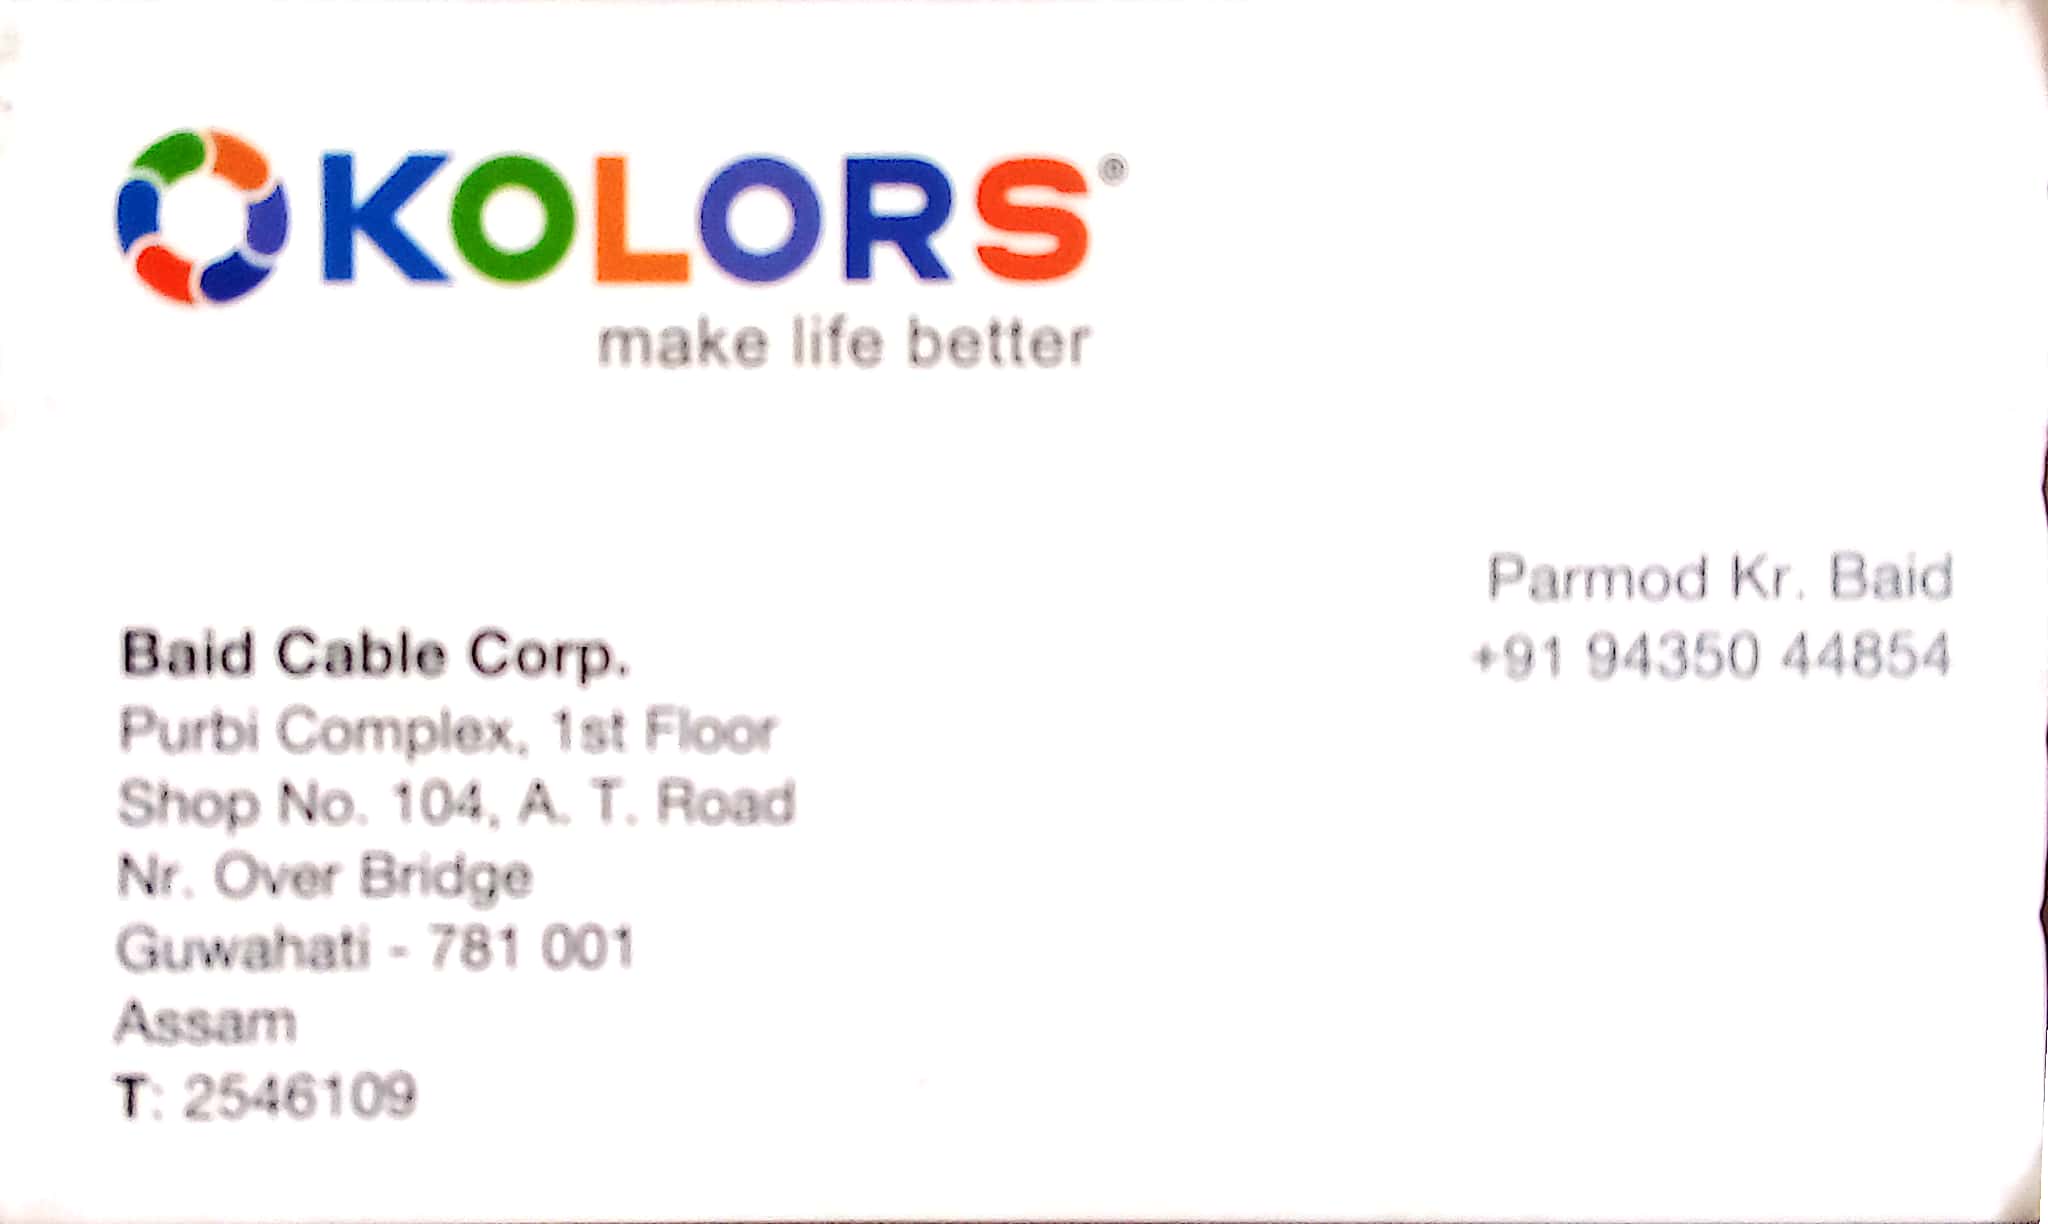 KOLORS®
make life better
Parmod Kr. Baid
+91 94350 44854
Baid Cable Corp.
Purbi Complex, 1st Floor
Shop No. 104, A. T. Road
Nr. Over Bridge
Guwahati - 781 001
Assam
T: 2546109